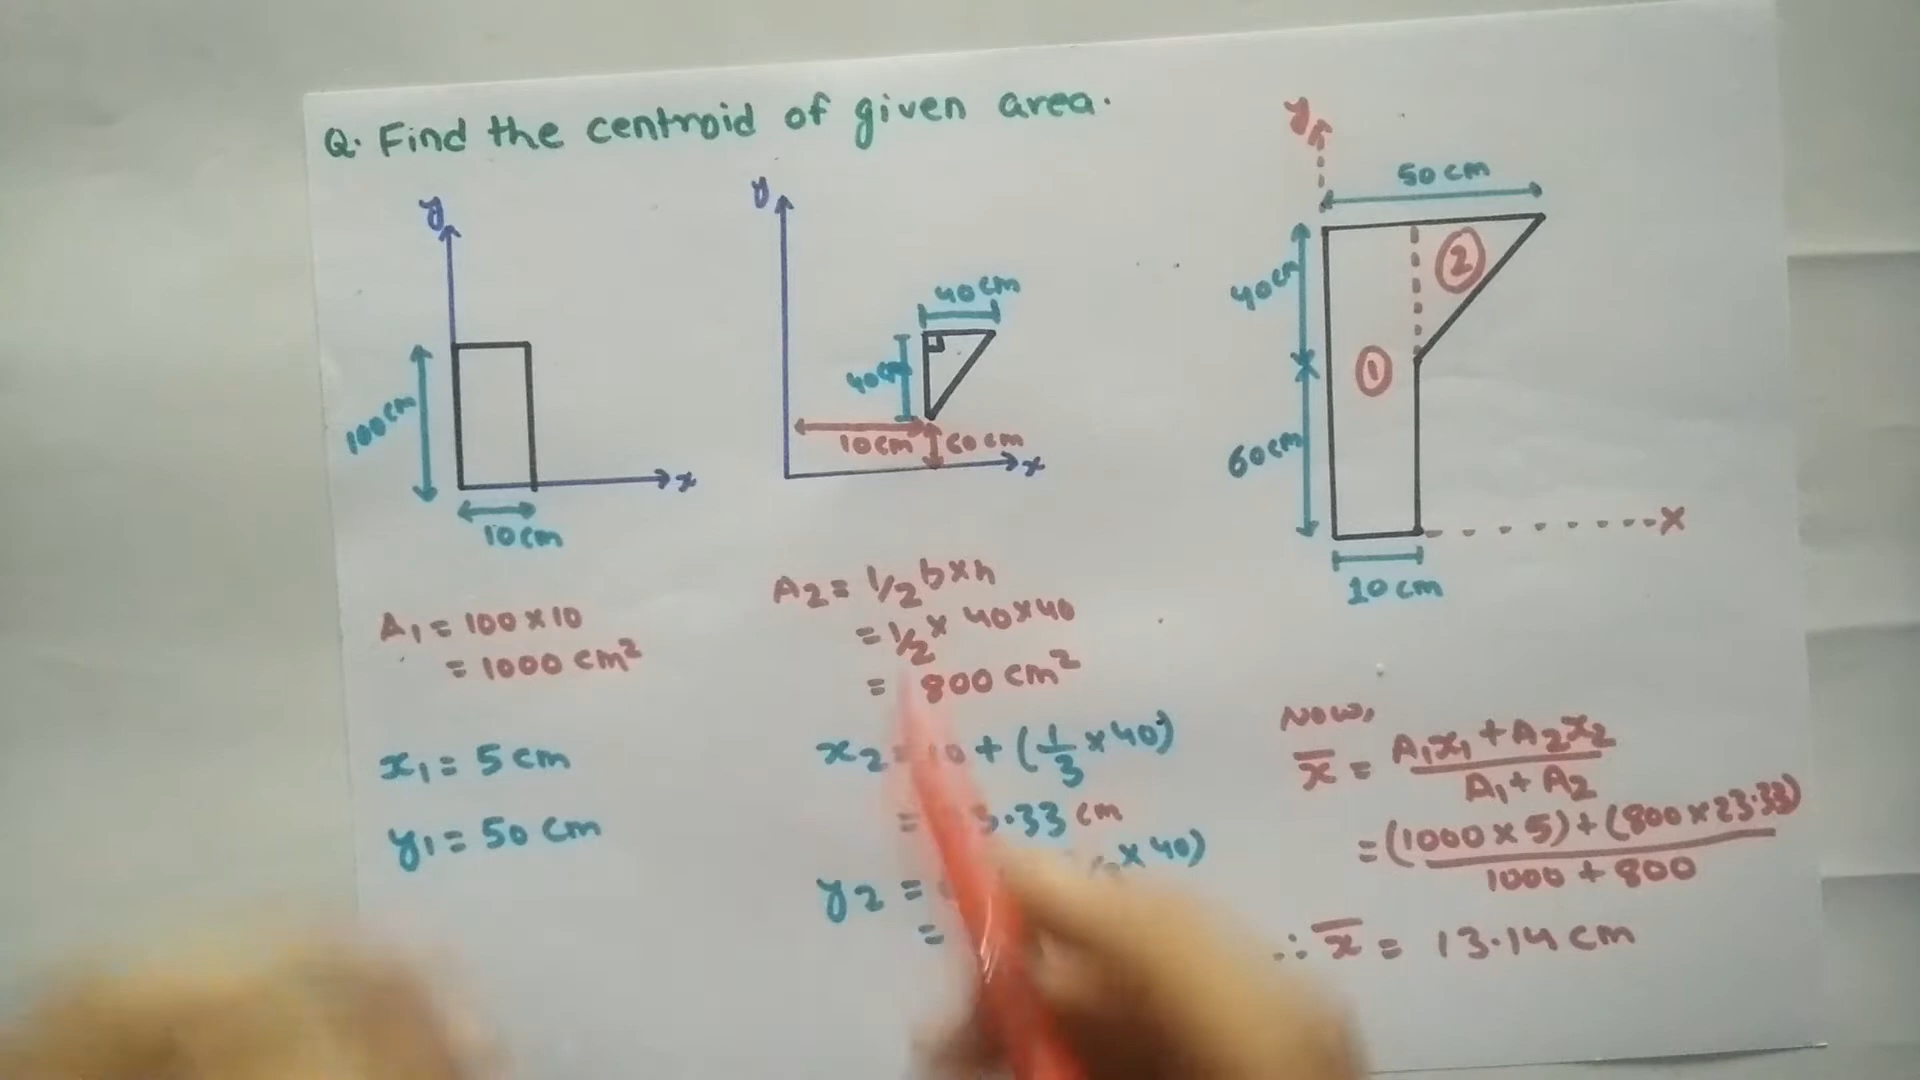 Q. Find the centroid of given area.
y
100cm
10cm
x
y
40cm
40cm
10cm
60cm
x
y
50cm
40cm
2
1
60cm
10cm
x
A1 = 100×10
= 1000 cm²
x1 = 5cm
y1 = 50 cm
A2 = 1/2 b×h
= 1/2 × 40×40
= 800 cm²
x2 = 10 + (1/3 × 40)
= 3.33 cm
y2 = × 40)
=
Now,
x̄ = A1x1 + A2x2 / A1 + A2
= (1000 × 5) + (800 × 23.33) / 1000 + 800
∴ x̄ = 13.14 cm